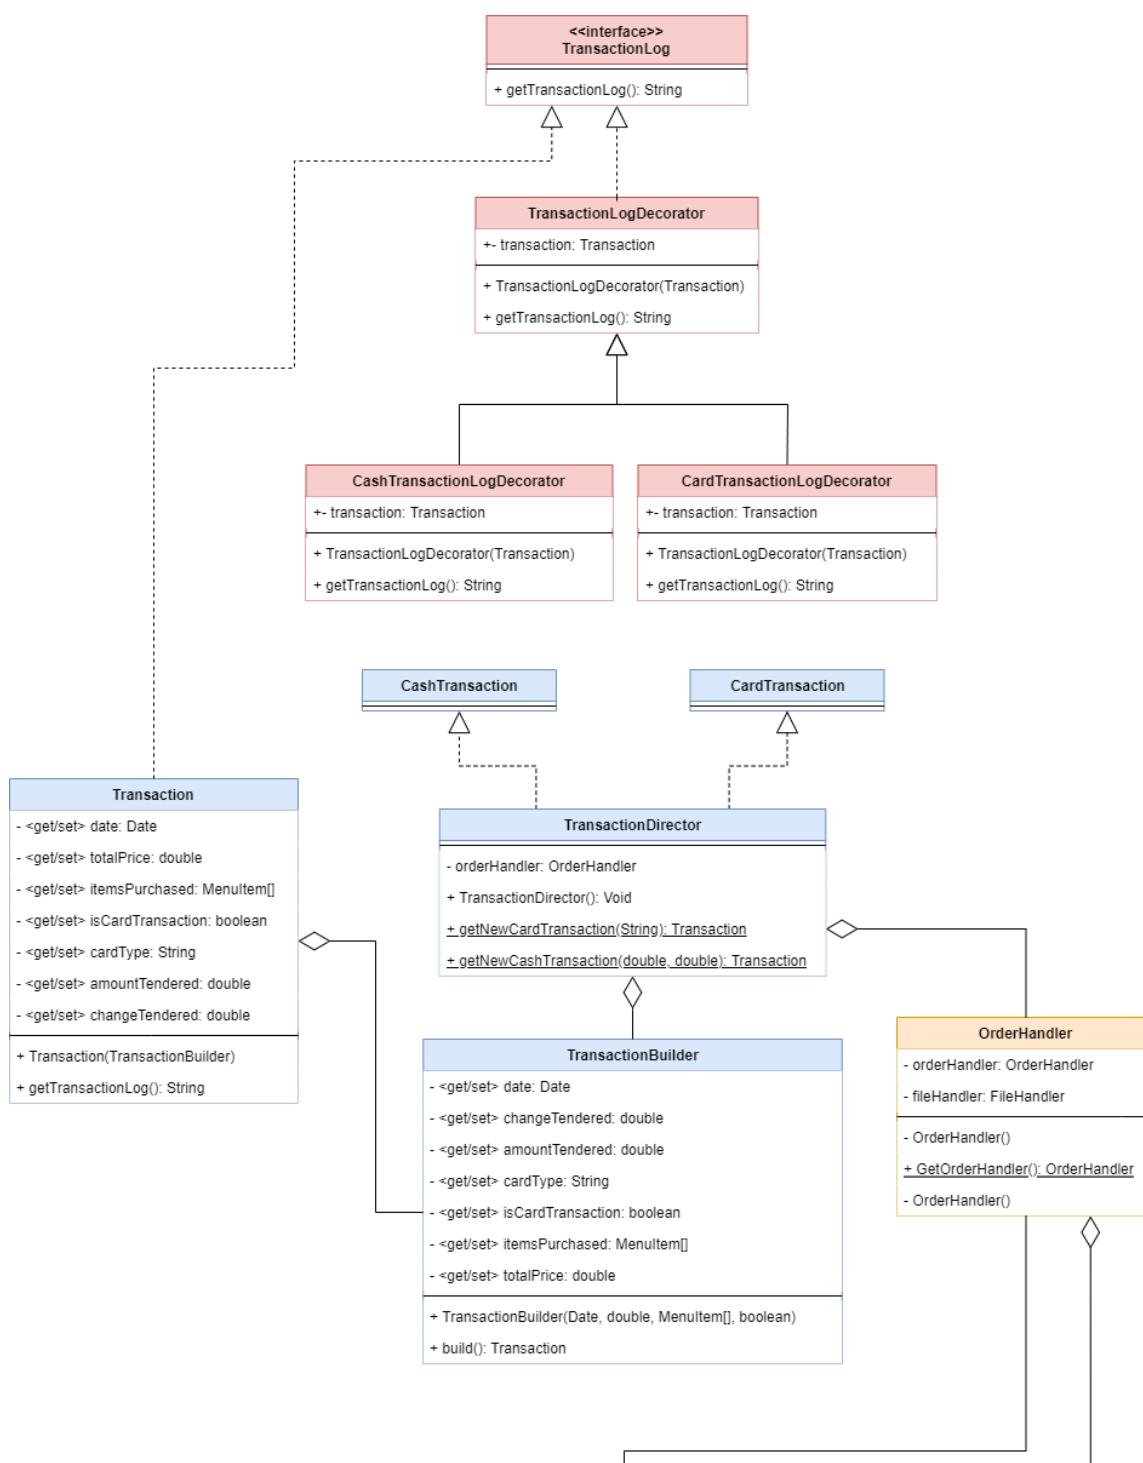 <<interface>>
TransactionLog
+ getTransactionLog(): String
TransactionLogDecorator
+- transaction: Transaction
+ TransactionLogDecorator(Transaction)
+ getTransactionLog(): String
CashTransactionLogDecorator
+- transaction: Transaction
+ TransactionLogDecorator(Transaction)
+ getTransactionLog(): String
CardTransactionLogDecorator
+- transaction: Transaction
+ TransactionLogDecorator(Transaction)
+ getTransactionLog(): String
CashTransaction
CardTransaction
Transaction
- <get/set> date: Date
- <get/set> totalPrice: double
- <get/set> itemsPurchased: MenuItem[]
- <get/set> isCardTransaction: boolean
- <get/set> cardType: String
- <get/set> amountTendered: double
- <get/set> changeTendered: double
+ Transaction(TransactionBuilder)
+ getTransactionLog(): String
TransactionDirector
- orderHandler: OrderHandler
+ TransactionDirector(): Void
+ getNewCardTransaction(String): Transaction
+ getNewCashTransaction(double, double): Transaction
TransactionBuilder
- <get/set> date: Date
- <get/set> changeTendered: double
- <get/set> amountTendered: double
- <get/set> cardType: String
- <get/set> isCardTransaction: boolean
- <get/set> itemsPurchased: MenuItem[]
- <get/set> totalPrice: double
+ TransactionBuilder(Date, double, MenuItem[], boolean)
+ build(): Transaction
OrderHandler
- orderHandler: OrderHandler
- fileHandler: FileHandler
- OrderHandler()
+ GetOrderHandler(): OrderHandler
- OrderHandler()